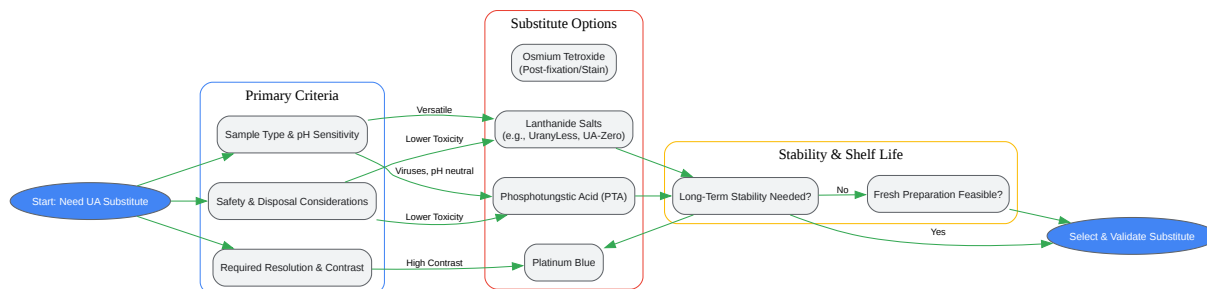 Start: Need UA Substitute
Primary Criteria
Sample Type & pH Sensitivity
Safety & Disposal Considerations
Required Resolution & Contrast
Versatile
Lower Toxicity
Viruses, pH neutral
Lower Toxicity
High Contrast
Substitute Options
Osmium Tetroxide
(Post-fixation/Stain)
Lanthanide Salts
(e.g., UranyLess, UA-Zero)
Phosphotungstic Acid (PTA)
Platinum Blue
Stability & Shelf Life
Long-Term Stability Needed?
No
Fresh Preparation Feasible?
Yes
Select & Validate Substitute